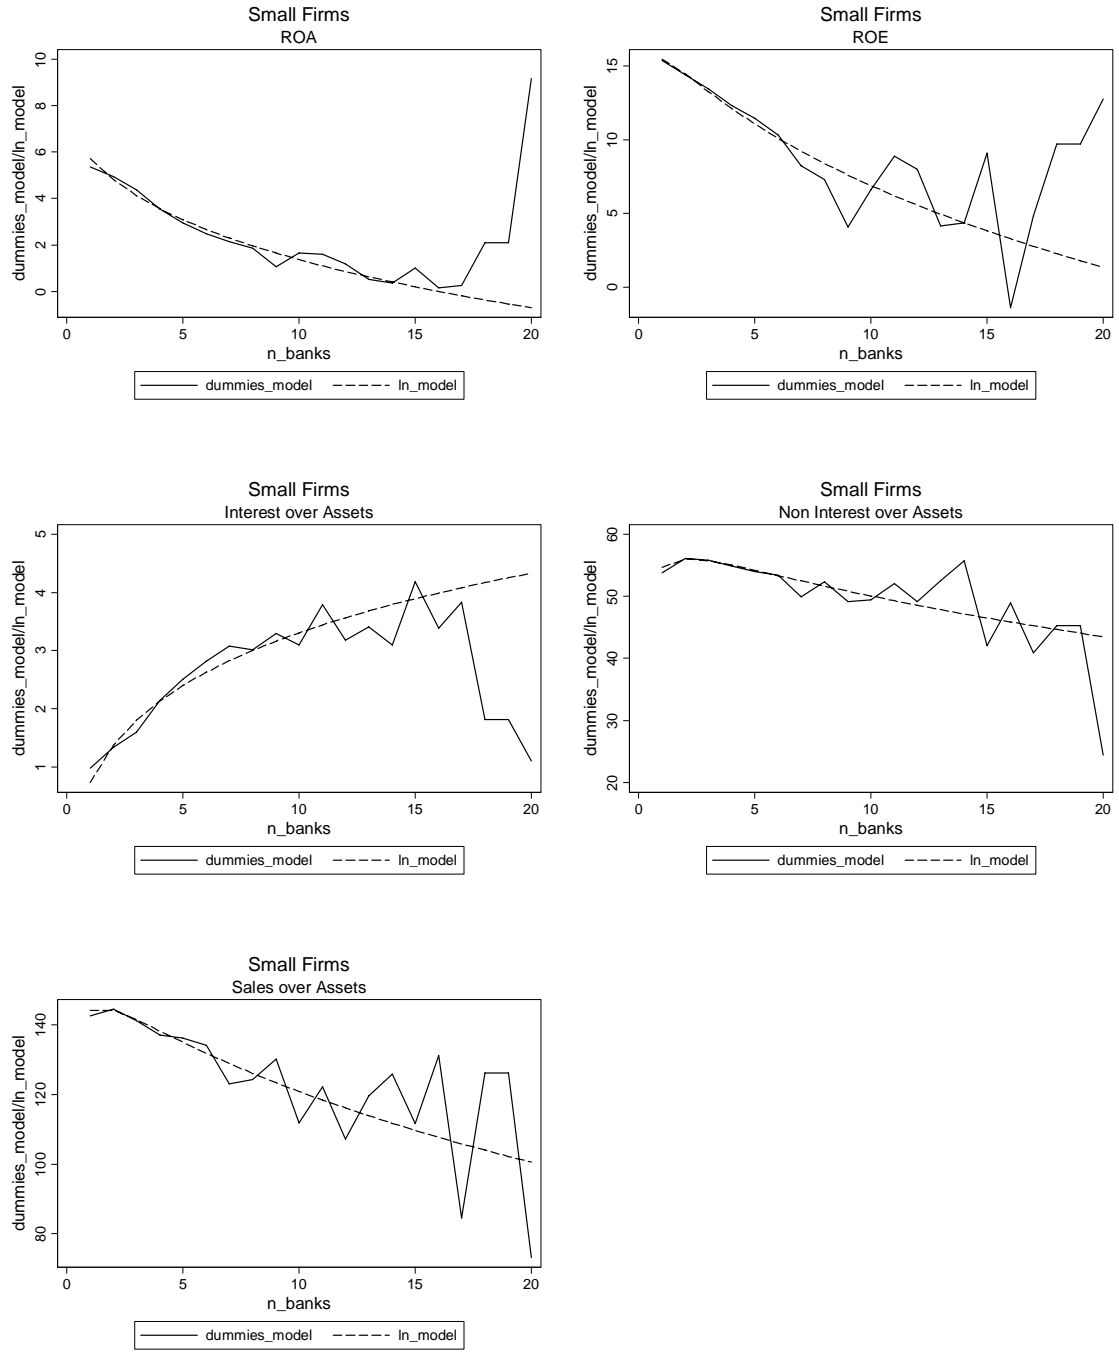 Small Firms
ROA
dummies_model/ln_model
10
8
6
4
2
0
0 5 10 15 20
n_banks
dummies_model ln_model
Small Firms
ROE
dummies_model/ln_model
15
10
5
0
0 5 10 15 20
n_banks
dummies_model ln_model
Small Firms
Interest over Assets
dummies_model/ln_model
5
4
3
2
1
0 5 10 15 20
n_banks
dummies_model ln_model
Small Firms
Non Interest over Assets
dummies_model/ln_model
60
50
40
30
20
0 5 10 15 20
n_banks
dummies_model ln_model
Small Firms
Sales over Assets
dummies_model/ln_model
140
120
100
80
0 5 10 15 20
n_banks
dummies_model ln_model